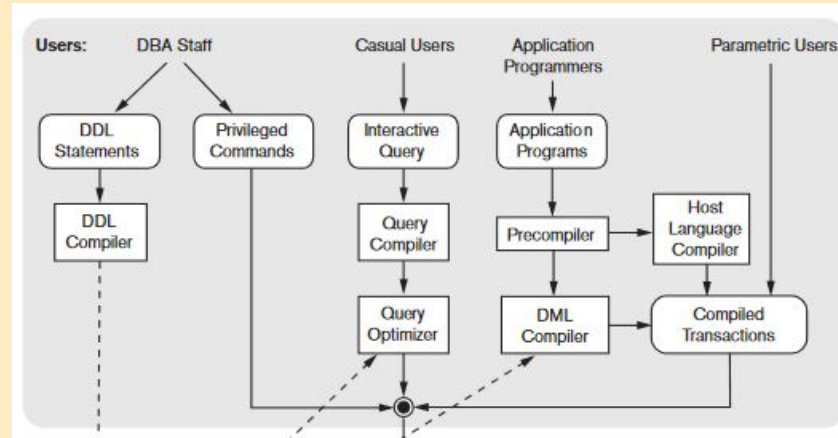 Users:
DBA Staff
Casual Users
Application
Programmers
Parametric Users
DDL
Statements
Privileged
Commands
Interactive
Query
Application
Programs
DDL
Compiler
Query
Compiler
Precompiler
Host
Language
Compiler
Query
Optimizer
DML
Compiler
Compiled
Transactions